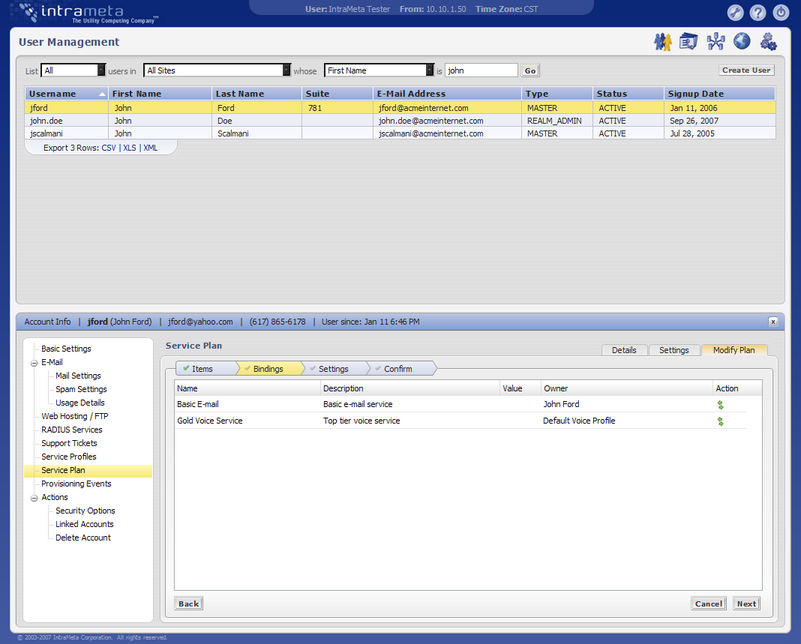 intrameta
The Utility Computing Company
User: IntraMeta Tester From: 10.10.1.50 Time Zone: CST
User Management
List All users in All Sites whose First Name is john Go Create User
Username First Name Last Name Suite E-Mail Address Type Status Signup Date
jford John Ford 781 jford@acmeinternet.com MASTER ACTIVE Jan 11, 2006
john.doe John Doe john.doe@acmeinternet.com REALM_ADMIN ACTIVE Sep 26, 2007
jscalmani John Scalmani jscalmani@acmeinternet.com MASTER ACTIVE Jul 28, 2005
Export 3 Rows: CSV | XLS | XML
Account Info | jford (John Ford) | jford@yahoo.com | (617) 865-6178 | User since: Jan 11 6:46 PM x
Basic Settings
E-Mail
Mail Settings
Spam Settings
Usage Details
Web Hosting / FTP
RADIUS Services
Support Tickets
Service Profiles
Service Plan
Provisioning Events
Actions
Security Options
Linked Accounts
Delete Account
Service Plan
Details Settings Modify Plan
Items Bindings Settings Confirm
Name Description Value Owner Action
Basic E-mail Basic e-mail service John Ford
Gold Voice Service Top tier voice service Default Voice Profile
Back Cancel Next
© 2003-2007 IntraMeta Corporation. All rights reserved.